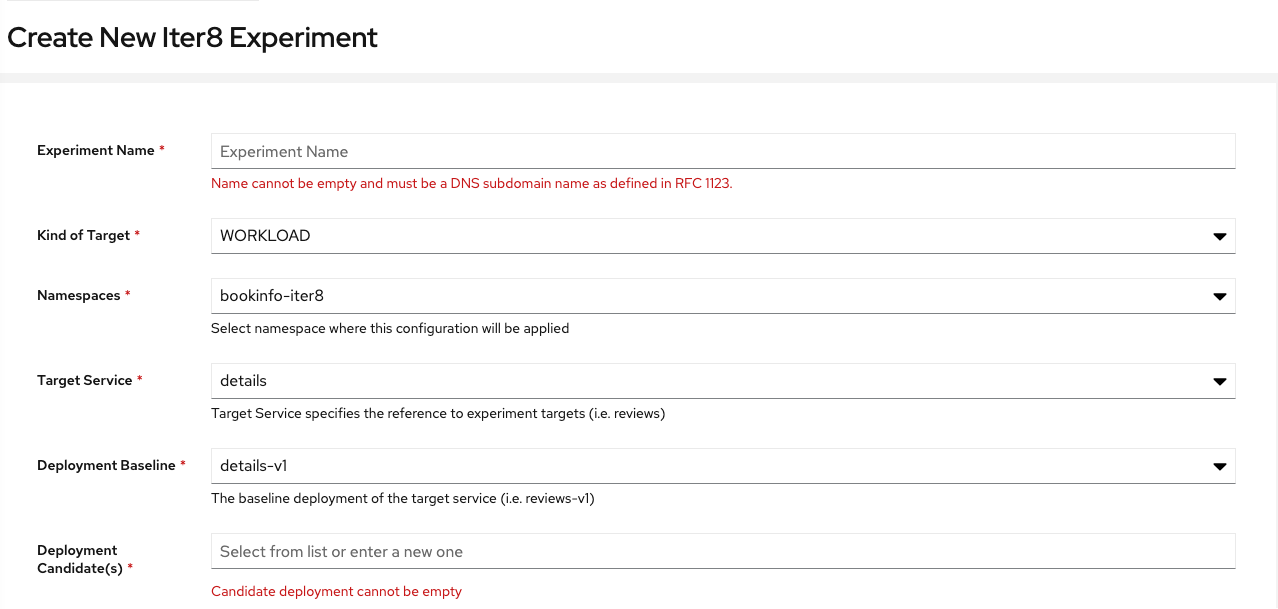 Create New Iter8 Experiment
Experiment Name *
Experiment Name
Name cannot be empty and must be a DNS subdomain name as defined in RFC 1123.
Kind of Target *
WORKLOAD
Namespaces *
bookinfo-iter8
Select namespace where this configuration will be applied
Target Service *
details
Target Service specifies the reference to experiment targets (i.e. reviews)
Deployment Baseline *
details-v1
The baseline deployment of the target service (i.e. reviews-v1)
Deployment
Candidate(s) *
Select from list or enter a new one
Candidate deployment cannot be empty